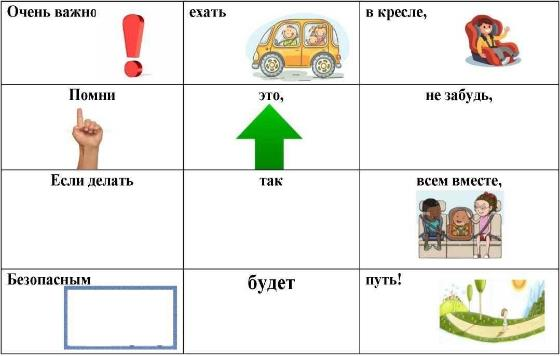 Очень важно ехать в кресле,
Помни это, не забудь,
Если делать так всем вместе,
Безопасным будет путь!